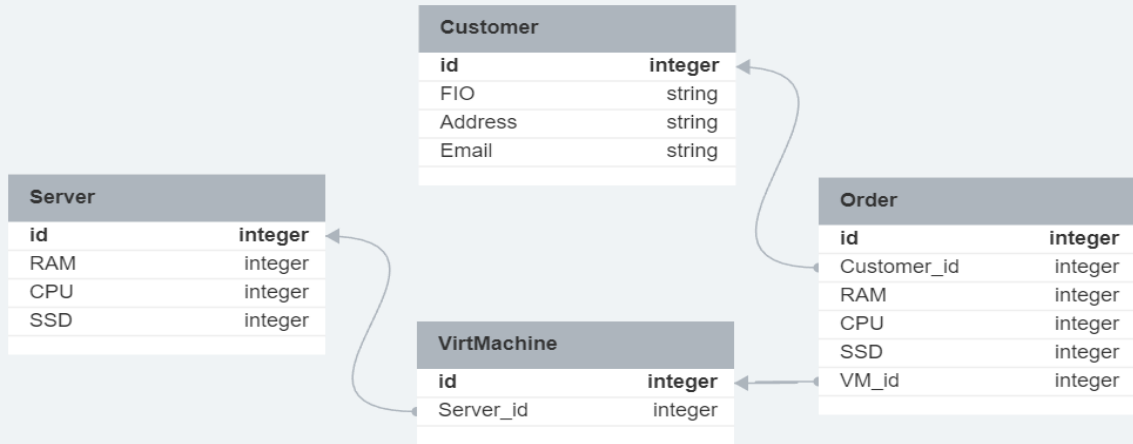 Customer
id integer
FIO string
Address string
Email string
Server
id integer
RAM integer
CPU integer
SSD integer
Order
id integer
Customer_id integer
RAM integer
CPU integer
SSD integer
VM_id integer
VirtMachine
id integer
Server_id integer